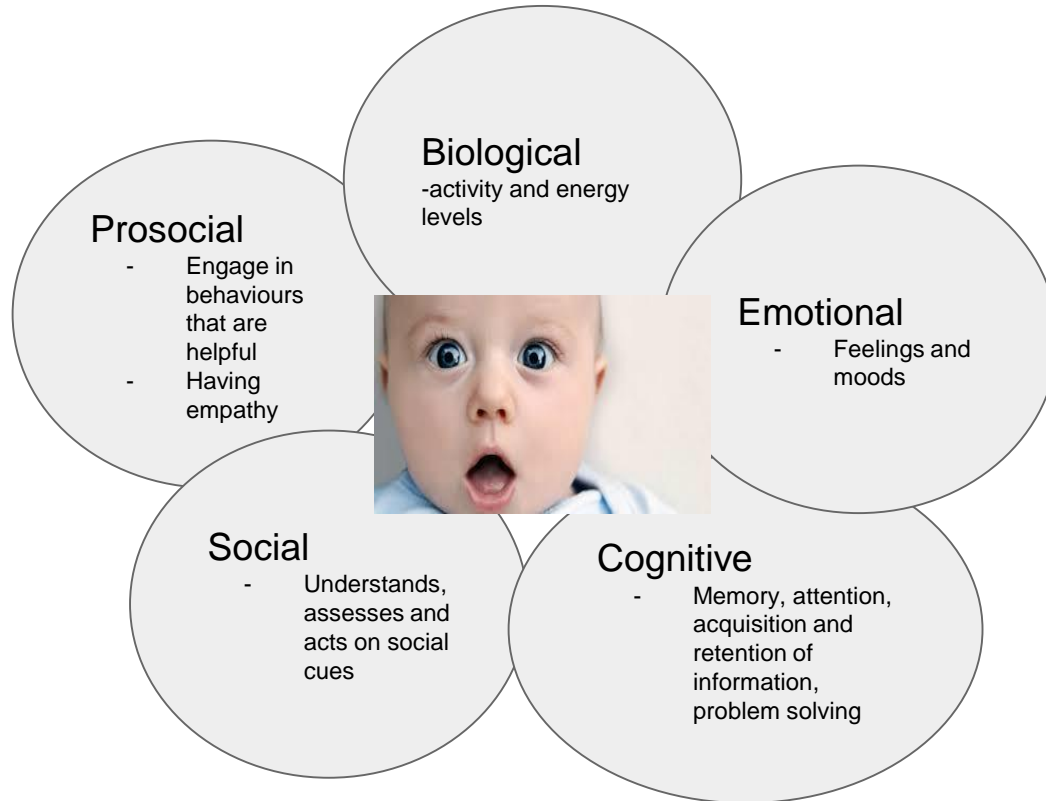 Biological
-activity and energy
levels
Prosocial
- Engage in
behaviours
that are
helpful
- Having
empathy
Emotional
- Feelings and
moods
Social
- Understands,
assesses and
acts on social
cues
Cognitive
- Memory, attention,
acquisition and
retention of
information,
problem solving